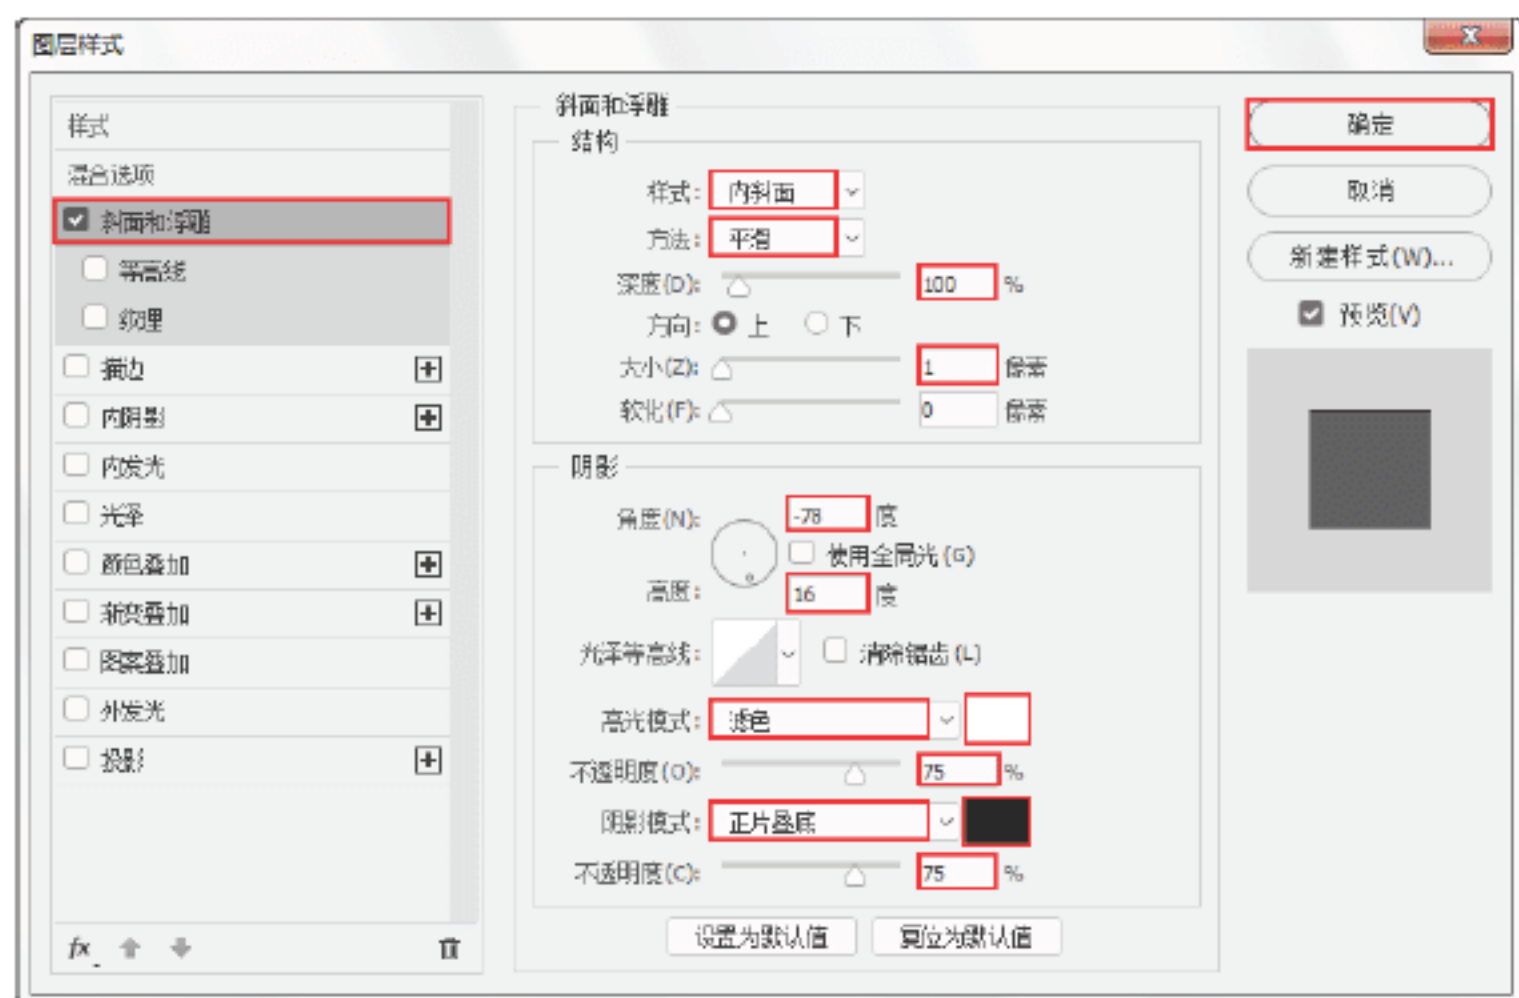 图层样式
样式
混合选项
斜面和浮雕
等高线
纹理
描边
内阴影
内发光
光泽
颜色叠加
渐变叠加
图案叠加
外发光
投影
fx
斜面和浮雕
结构
样式: 内斜面
方法: 平滑
深度(D): 100 %
方向: 上 下
大小(Z): 1 像素
软化(F): 0 像素
阴影
角度(N): -78 度
使用全局光(G)
高度: 16 度
光泽等高线: 消除锯齿(L)
高光模式: 滤色
不透明度(O): 75 %
阴影模式: 正片叠底
不透明度(C): 75 %
设置为默认值 复位为默认值
确定
取消
新建样式(W)...
预览(V)